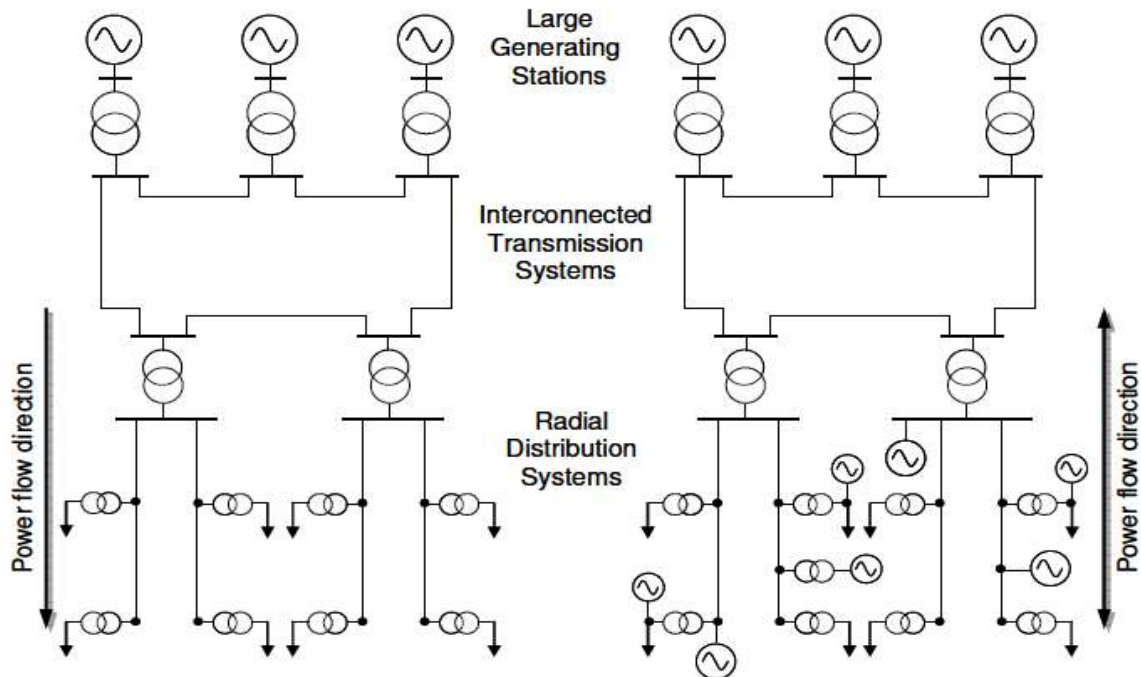 Large
Generating
Stations
Interconnected
Transmission
Systems
Power flow direction
Radial
Distribution
Systems
Power flow direction